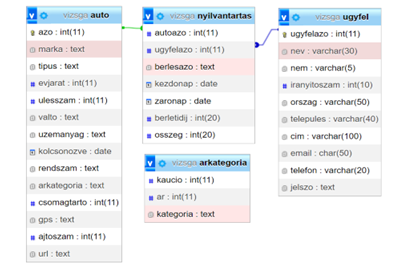 vizsga auto
azo : int(11)
marka : text
tipus : text
evjarat : int(11)
ulesszam : int(11)
valto : text
uzemanyag : text
kolcsonozve : date
rendszam : text
arkategoria : text
csomagtarto : int(11)
gps : text
ajtoszam : int(11)
url : text
vizsga nyilvantartas
autoazo : int(11)
ugyfelazo : int(11)
berlesazo : text
kezdonap : date
zaronap : date
berletidij : int(20)
osszeg : int(20)
vizsga arkategoria
kaucio : int(11)
ar : int(11)
kategoria : text
vizsga ugyfel
ugyfelazo : int(11)
nev : varchar(30)
nem : varchar(5)
iranyitoszam : int(10)
orszag : varchar(50)
telepules : varchar(40)
cim : varchar(100)
email : char(50)
telefon : varchar(20)
jelszo : text